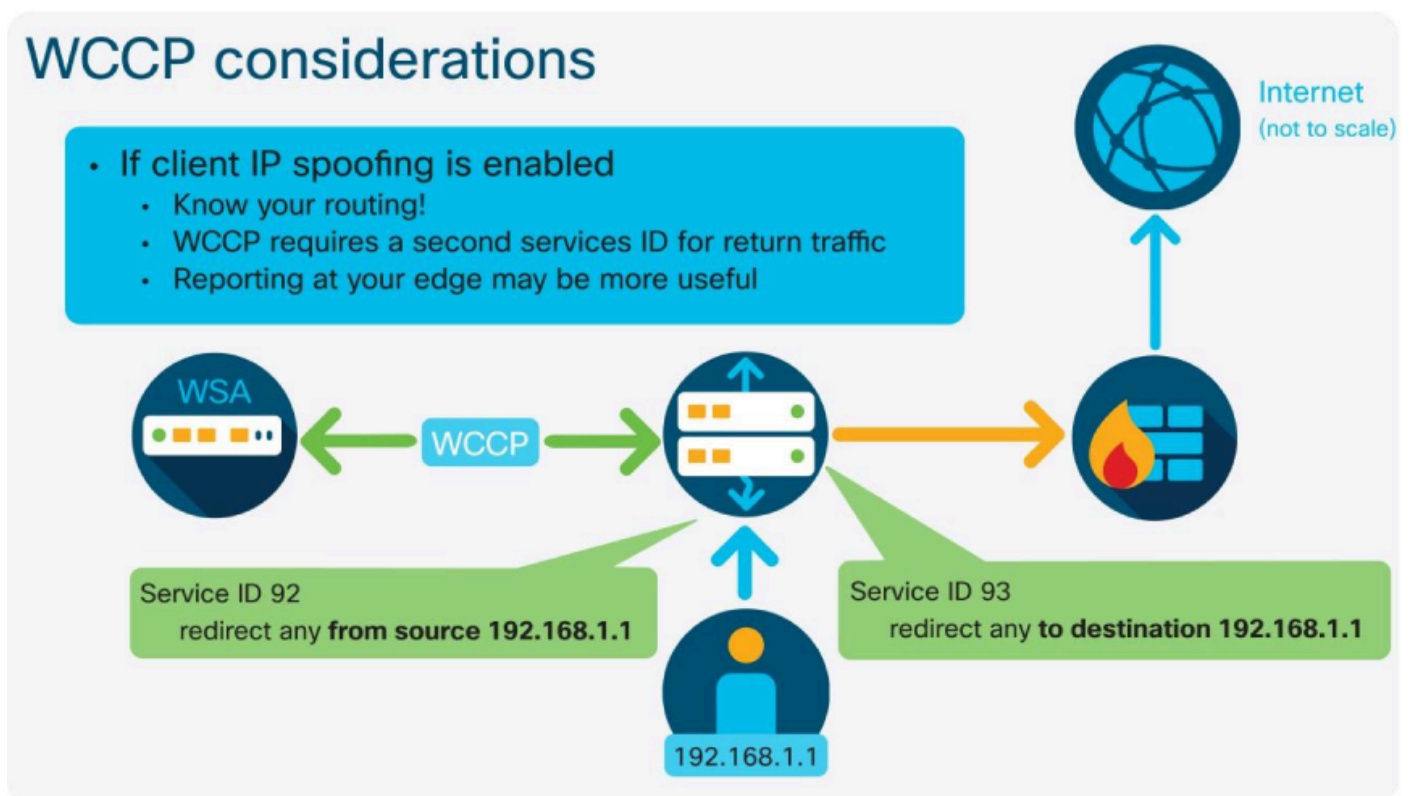 WCCP considerations
• If client IP spoofing is enabled
• Know your routing!
• WCCP requires a second services ID for return traffic
• Reporting at your edge may be more useful
Internet
(not to scale)
WSA
WCCP
Service ID 92
redirect any from source 192.168.1.1
Service ID 93
redirect any to destination 192.168.1.1
192.168.1.1